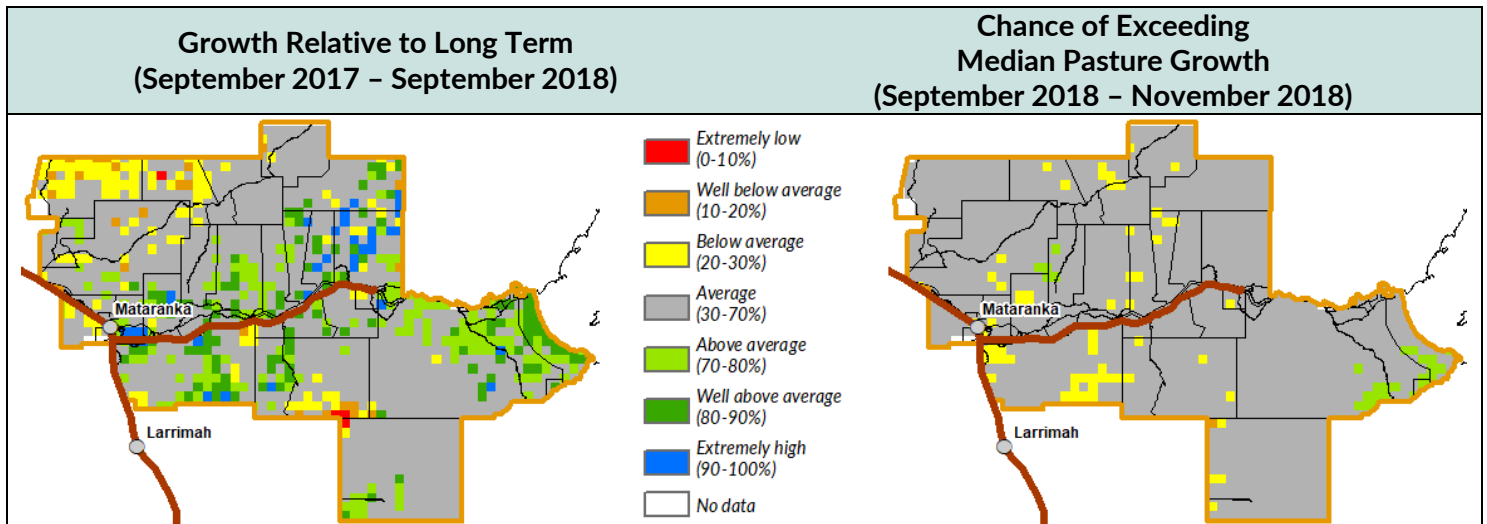 Growth Relative to Long Term
(September 2017 – September 2018)
Chance of Exceeding
Median Pasture Growth
(September 2018 – November 2018)
Mataranka
Larrimah
Extremely low
(0-10%)
Well below average
(10-20%)
Below average
(20-30%)
Average
(30-70%)
Above average
(70-80%)
Well above average
(80-90%)
Extremely high
(90-100%)
No data
Mataranka
Larrimah